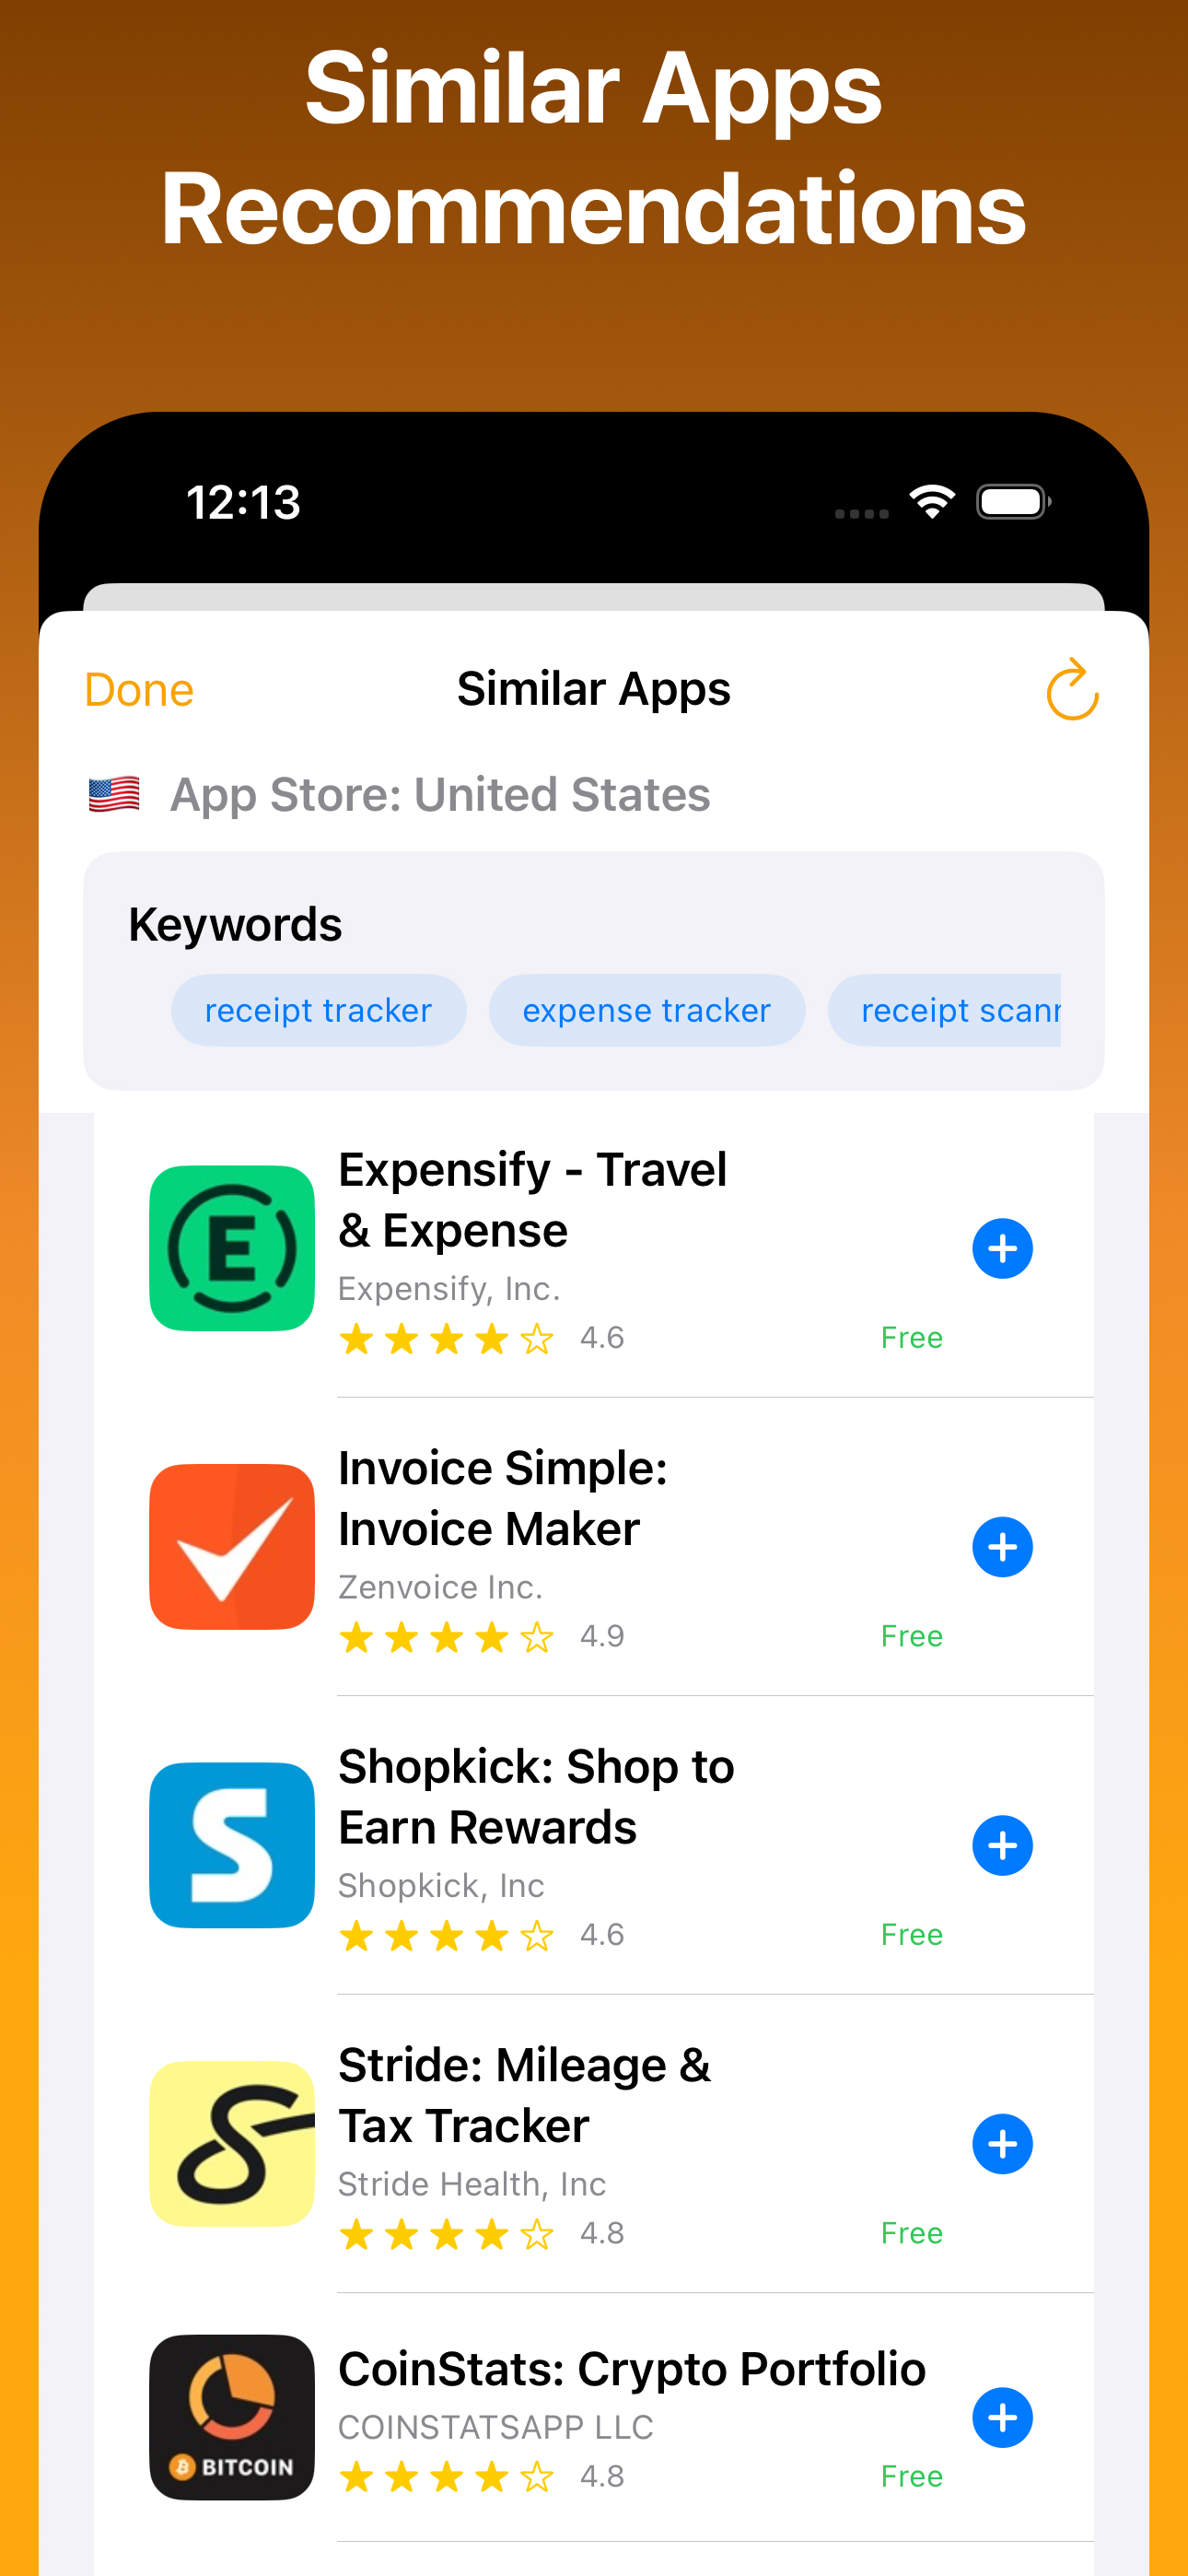 Similar Apps
Recommendations
12:13
Done
Similar Apps
App Store: United States
Keywords
receipt tracker
expense tracker
receipt
Expensify - Travel
& Expense
Expensify, Inc.
4.6
Free
Invoice Simple:
Invoice Maker
Zenvoice Inc.
4.9
Free
Shopkick: Shop to
Earn Rewards
Shopkick, Inc
4.6
Free
Stride: Mileage &
Tax Tracker
Stride Health, Inc
4.8
Free
BITCOIN
CoinStats: Crypto Portfolio
COINSTATSAPP LLC
4.8
Free